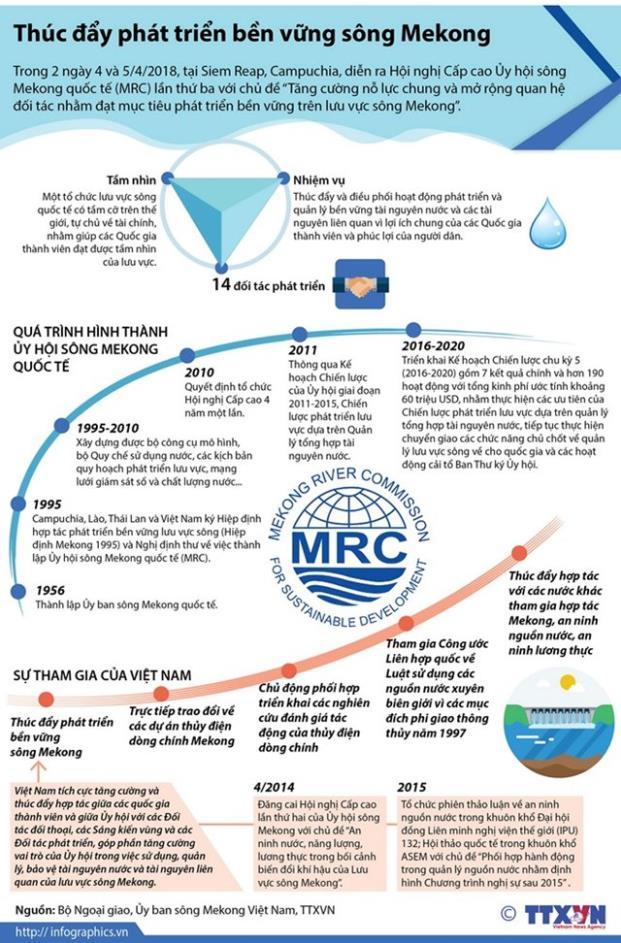 Thúc đẩy phát triển bền vững sông Mekong
Trong 2 ngày 4 và 5/4/2018, tại Siem Reap, Campuchia, diễn ra Hội nghị Cấp cao Ủy hội sông
Mekong quốc tế (MRC) lần thứ ba với chủ đề “Tăng cường nỗ lực chung và mở rộng quan hệ
đối tác nhằm đạt mục tiêu phát triển bền vững trên lưu vực sông Mekong”.
Tầm nhìn
Một tổ chức lưu vực sông
quốc tế có tầm cỡ trên thế
giới, tự chủ về tài chính,
nhằm giúp các Quốc gia
thành viên đạt được tầm nhìn
của lưu vực.
Nhiệm vụ
Thúc đẩy và điều phối hoạt động phát triển và
quản lý bền vững tài nguyên nước và các tài
nguyên liên quan vì lợi ích chung của các Quốc gia
thành viên và phúc lợi của người dân.
14 đối tác phát triển
QUÁ TRÌNH HÌNH THÀNH
ỦY HỘI SÔNG MEKONG
QUỐC TẾ
2016-2020
Triển khai Kế hoạch Chiến lược chu kỳ 5
(2016-2020) gồm 7 kết quả chính và hơn 190
hoạt động với tổng kinh phí ước tính khoảng
60 triệu USD, nhằm thực hiện các ưu tiên của
Chiến lược phát triển lưu vực dựa trên quản lý
tổng hợp tài nguyên nước, tiếp tục thực hiện
chuyển giao các chức năng chủ chốt về quản
lý lưu vực sông về cho quốc gia và các hoạt
động cải tổ Ban Thư ký Ủy hội.
2011
Thông qua Kế
hoạch Chiến lược
của Ủy hội giai đoạn
2011-2015, Chiến
lược phát triển lưu
vực dựa trên Quản
lý tổng hợp tài
nguyên nước.
2010
Quyết định tổ chức
Hội nghị Cấp cao 4
năm một lần.
1995-2010
Xây dựng được bộ công cụ mô hình,
bộ Quy chế sử dụng nước, các kịch bản
quy hoạch phát triển lưu vực, mạng
lưới giám sát số và chất lượng nước...
1995
Campuchia, Lào, Thái Lan và Việt Nam ký Hiệp định
hợp tác phát triển bền vững lưu vực sông (Hiệp
định Mekong 1995) và Nghị định thư về việc thành
lập Ủy hội sông Mekong quốc tế (MRC).
1956
Thành lập Ủy ban sông Mekong quốc tế.
MEKONG RIVER COMMISSION
MRC
FOR SUSTAINABLE DEVELOPMENT
SỰ THAM GIA CỦA VIỆT NAM
Thúc đẩy phát triển
bền vững
sông Mekong
Trực tiếp trao đổi về
các dự án thủy điện
dòng chính Mekong
Chủ động phối hợp
triển khai các nghiên
cứu đánh giá tác
động của thủy điện
dòng chính
Tham gia Công ước
Liên hợp quốc về
Luật sử dụng các
nguồn nước xuyên
biên giới vì các mục
đích phi giao thông
thủy năm 1997
Thúc đẩy hợp tác
với các nước khác
tham gia hợp tác
Mekong, an ninh
nguồn nước, an
ninh lương thực
Việt Nam tích cực tăng cường và
thúc đẩy hợp tác giữa các quốc gia
thành viên và giữa Ủy hội với các Đối
tác đối thoại, các Sáng kiến vùng và các
Đối tác phát triển, góp phần tăng cường
vai trò của Ủy hội trong việc sử dụng, quản
lý, bảo vệ tài nguyên nước và tài nguyên liên
quan của lưu vực sông Mekong.
4/2014
Đăng cai Hội nghị Cấp cao
lần thứ hai của Ủy hội sông
Mekong với chủ đề “An
ninh nước, năng lượng,
lương thực trong bối cảnh
biến đổi khí hậu của Lưu
vực sông Mekong”.
2015
Tổ chức phiên thảo luận về an ninh
nguồn nước trong khuôn khổ Đại hội
đồng Liên minh nghị viện thế giới (IPU)
132; Hội thảo quốc tế trong khuôn khổ
ASEM với chủ đề “Phối hợp hành động
trong quản lý nguồn nước nhằm định
hình Chương trình nghị sự sau 2015” .
Nguồn: Bộ Ngoại giao, Ủy ban sông Mekong Việt Nam, TTXVN
© TTXVN
Vietnam News Agency
http:// infographics.vn